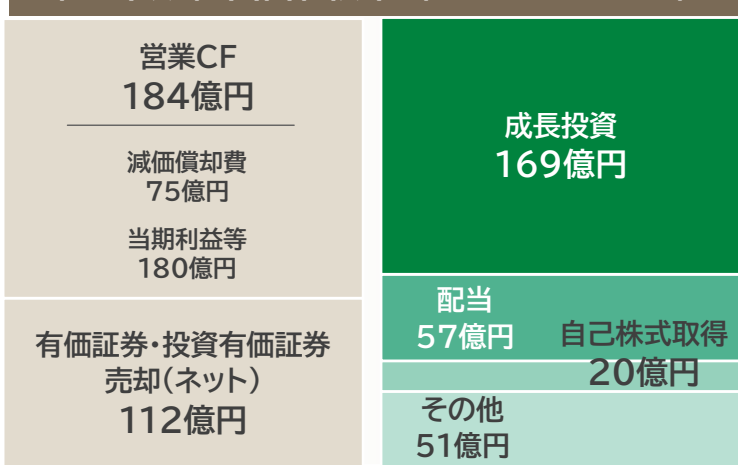 営業CF
184億円
減価償却費
75億円
当期利益等
180億円
有価証券・投資有価証券
売却(ネット)
112億円
成長投資
169億円
配当
57億円
自己株式取得
20億円
その他
51億円